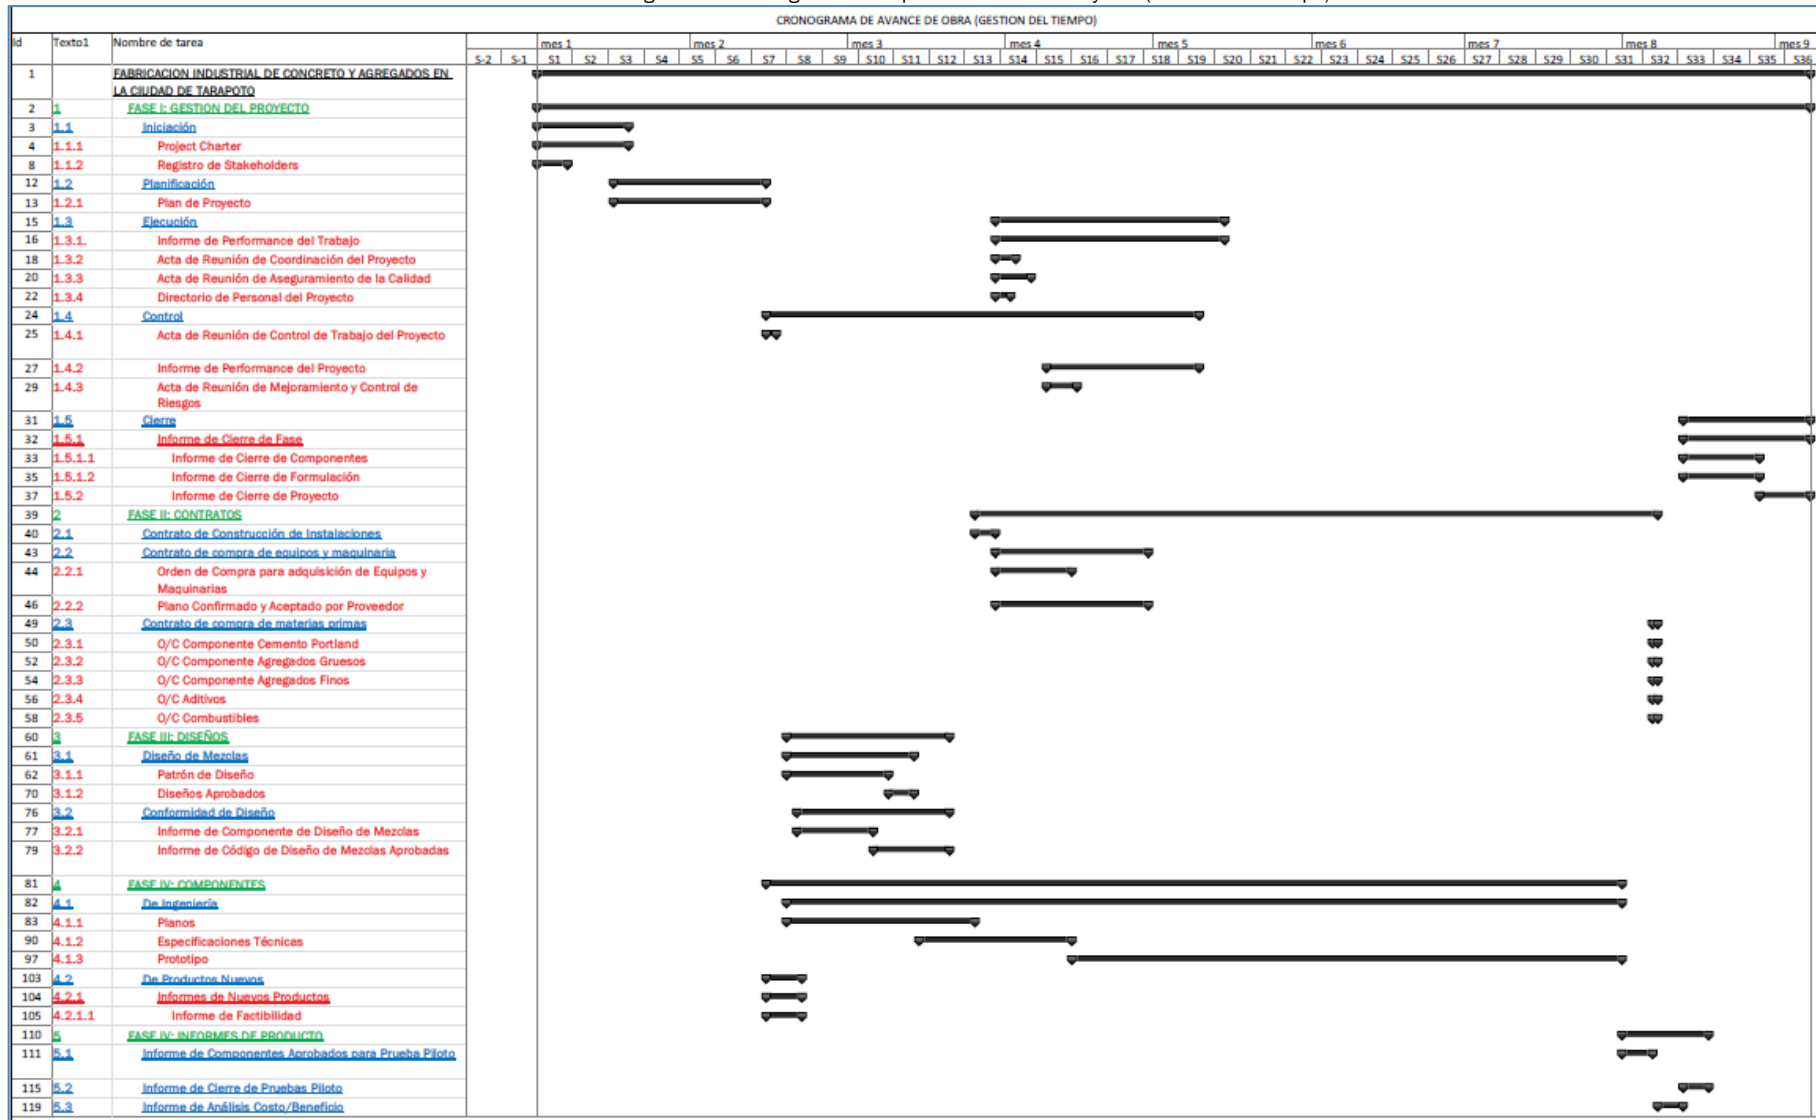 CRONOGRAMA DE AVANCE DE OBRA (GESTION DEL TIEMPO)
Id Texto1 Nombre de tarea mes 1 mes 2 mes 3 mes 4 mes 5 mes 6 mes 7 mes 8 mes 9
S-2 S-1 S1 S2 S3 S4 S5 S6 S7 S8 S9 S10 S11 S12 S13 S14 S15 S16 S17 S18 S19 S20 S21 S22 S23 S24 S25 S26 S27 S28 S29 S30 S31 S32 S33 S34 S35 S36
1 FABRICACION INDUSTRIAL DE CONCRETO Y AGREGADOS EN
LA CIUDAD DE TARAPOTO
2 1 FASE I: GESTION DEL PROYECTO
3 1.1 Iniciación
4 1.1.1 Project Charter
8 1.1.2 Registro de Stakeholders
12 1.2 Planificación
13 1.2.1 Plan de Proyecto
15 1.3 Ejecución
16 1.3.1. Informe de Performance del Trabajo
18 1.3.2 Acta de Reunión de Coordinación del Proyecto
20 1.3.3 Acta de Reunión de Aseguramiento de la Calidad
22 1.3.4 Directorio de Personal del Proyecto
24 1.4 Control
25 1.4.1 Acta de Reunión de Control de Trabajo del Proyecto
27 1.4.2 Informe de Performance del Proyecto
29 1.4.3 Acta de Reunión de Mejoramiento y Control de
Riesgos
31 1.5 Cierre
32 1.5.1 Informe de Cierre de Fase
33 1.5.1.1 Informe de Cierre de Componentes
35 1.5.1.2 Informe de Cierre de Formulación
37 1.5.2 Informe de Cierre de Proyecto
39 2 FASE II: CONTRATOS
40 2.1 Contrato de Construcción de Instalaciones
43 2.2 Contrato de compra de equipos y maquinaria
44 2.2.1 Orden de Compra para adquisición de Equipos y
Maquinarias
46 2.2.2 Plano Confirmado y Aceptado por Proveedor
49 2.3 Contrato de compra de materias primas
50 2.3.1 O/C Componente Cemento Portland
52 2.3.2 O/C Componente Agregados Gruesos
54 2.3.3 O/C Componente Agregados Finos
56 2.3.4 O/C Aditivos
58 2.3.5 O/C Combustibles
60 3 FASE III: DISEÑOS
61 3.1 Diseño de Mezclas
62 3.1.1 Patrón de Diseño
70 3.1.2 Diseños Aprobados
76 3.2 Conformidad de Diseño
77 3.2.1 Informe de Componente de Diseño de Mezclas
79 3.2.2 Informe de Código de Diseño de Mezclas Aprobadas
81 4 FASE IV: COMPONENTES
82 4.1 De Ingeniería
83 4.1.1 Planos
90 4.1.2 Especificaciones Técnicas
97 4.1.3 Prototipo
103 4.2 De Productos Nuevos
104 4.2.1 Informes de Nuevos Productos
105 4.2.1.1 Informe de Factibilidad
110 5 FASE IV: INFORMES DE PRODUCTO
111 5.1 Informe de Componentes Aprobados para Prueba Piloto
115 5.2 Informe de Cierre de Pruebas Piloto
119 5.3 Informe de Análisis Costo/Beneficio